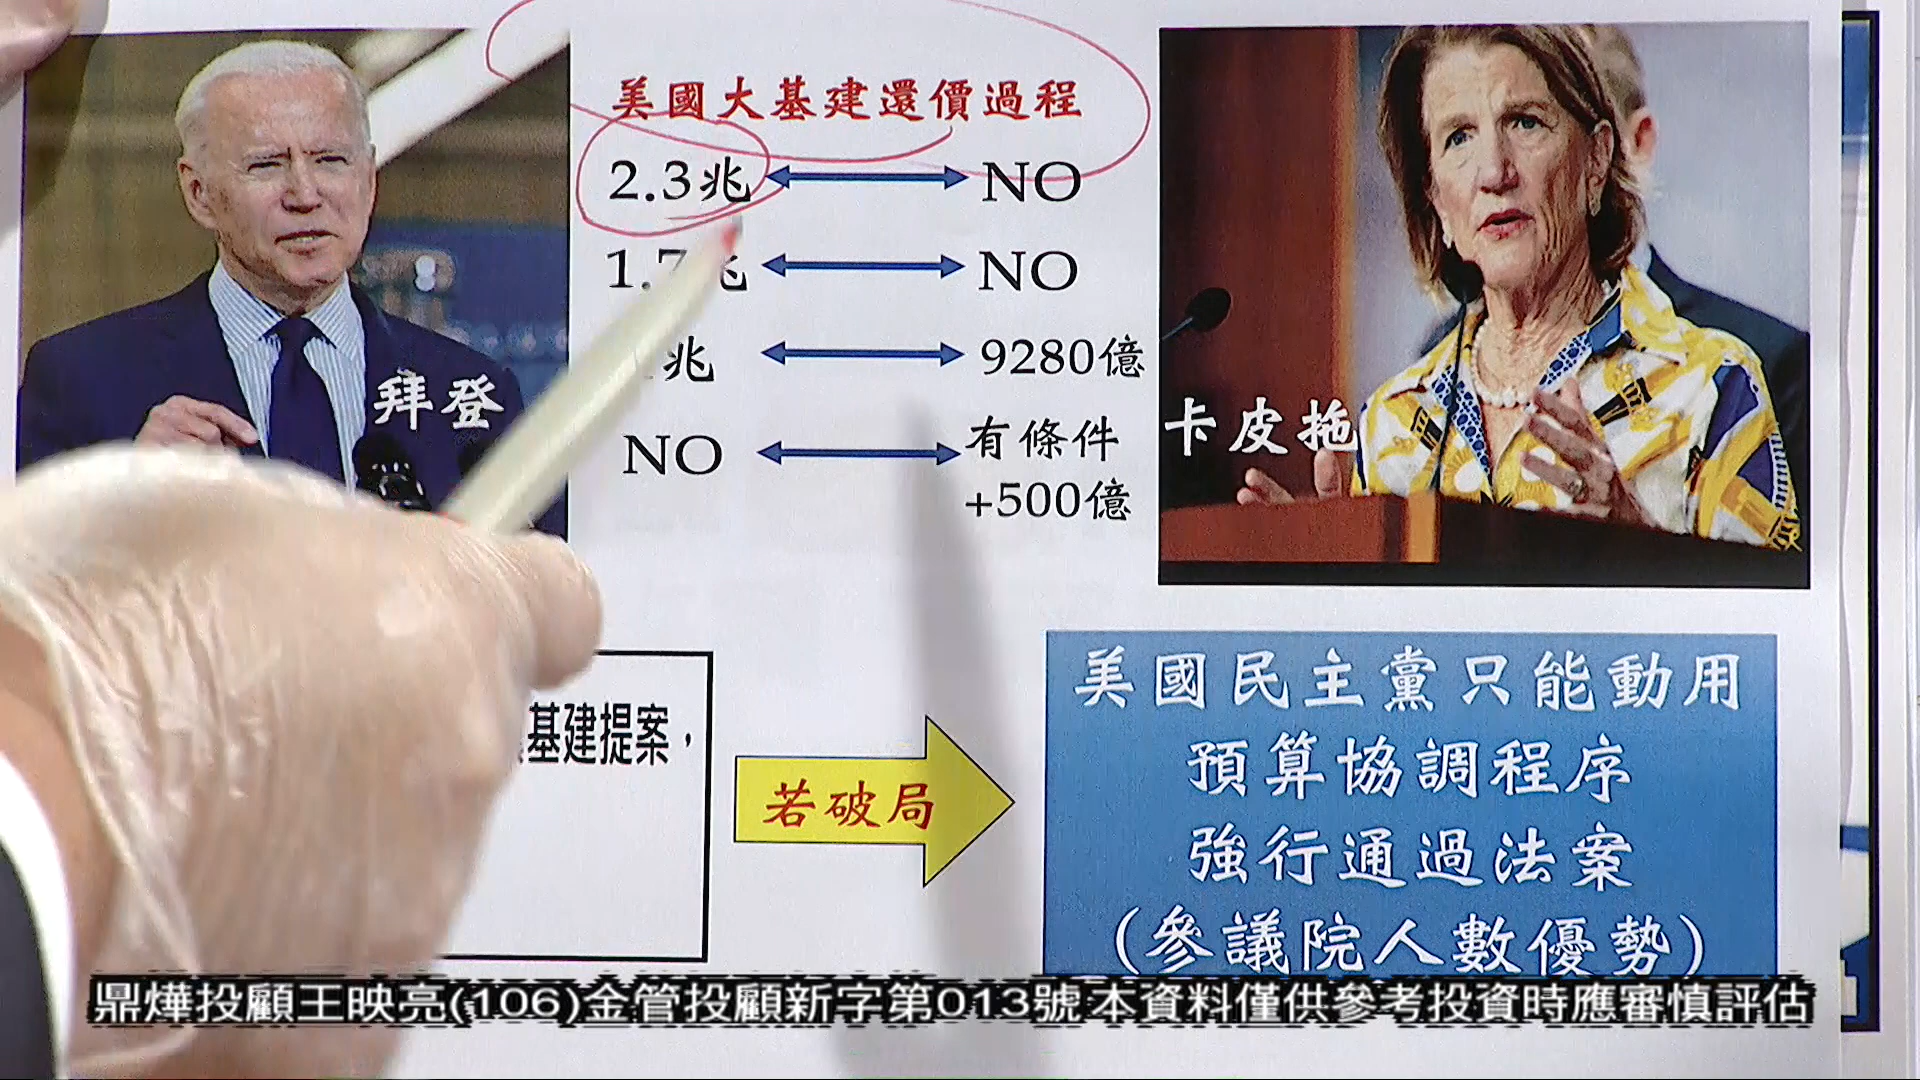 美國大基建還價過程
2.3兆 NO
1.7兆 NO
兆 9280億
NO 有條件
+500億
拜登
卡皮拖
基建提案，
若破局
美國民主黨只能動用
預算協調程序
強行通過法案
(參議院人數優勢)
鼎燁投顧王映亮(106)金管投顧新字第013號 本資料僅供參考投資時應審慎評估